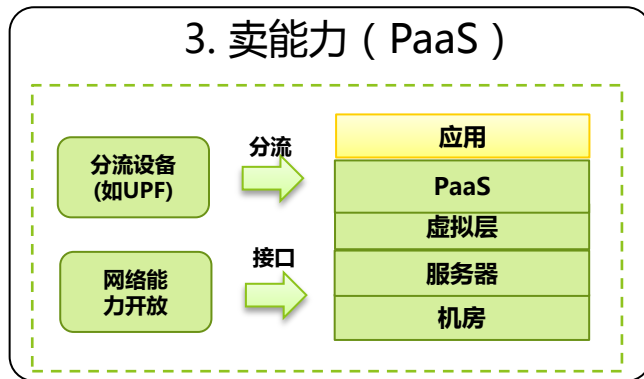 3. 卖能力（PaaS）
分流设备
(如UPF)
分流
网络能
力开放
接口
应用
PaaS
虚拟层
服务器
机房